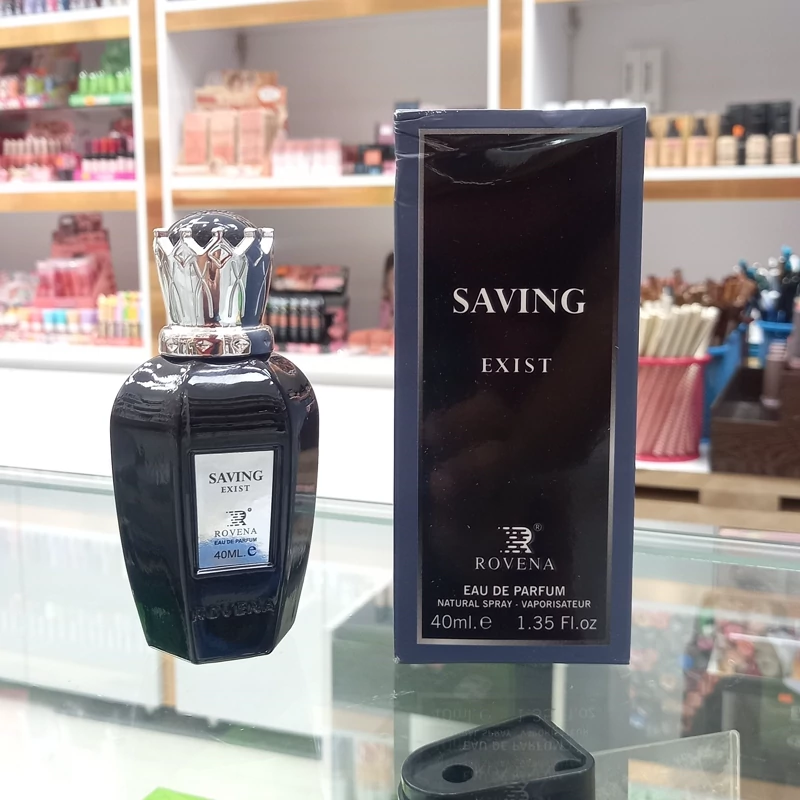 SAVING
EXIST
R®
ROVENA
EAU DE PARFUM
40ML.e
ROVENA
SAVING
EXIST
R®
ROVENA
EAU DE PARFUM
NATURAL SPRAY - VAPORISATEUR
40ml.e 1.35 Fl.oz